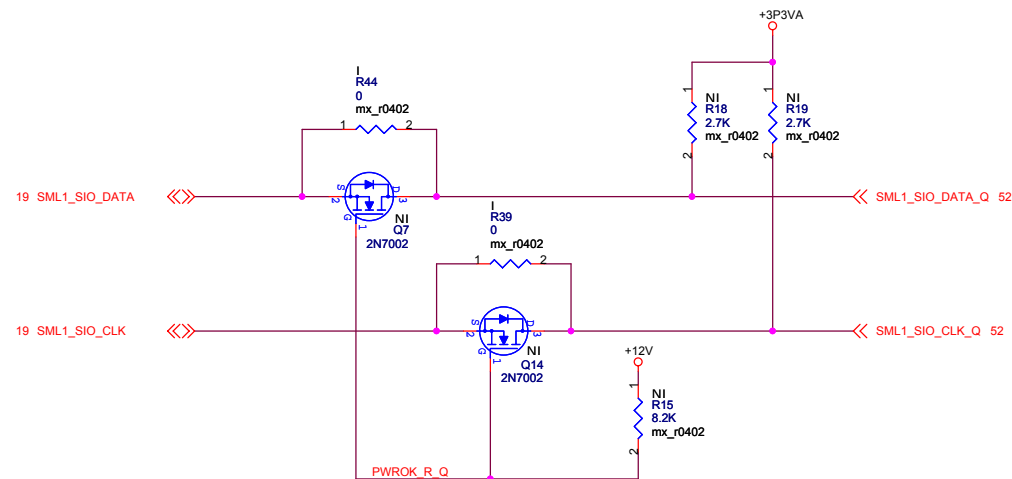 +3P3VA
I
R44
0
mx_r0402
1
2
NI
R18
2.7K
mx_r0402
1
2
NI
R19
2.7K
mx_r0402
1
2
19 SML1_SIO_DATA
S
D
G
2
3
1
NI
Q7
2N7002
SML1_SIO_DATA_Q 52
I
R39
0
mx_r0402
1
2
19 SML1_SIO_CLK
S
D
G
2
3
1
NI
Q14
2N7002
SML1_SIO_CLK_Q 52
+12V
1
NI
R15
8.2K
mx_r0402
2
PWROK_R_Q